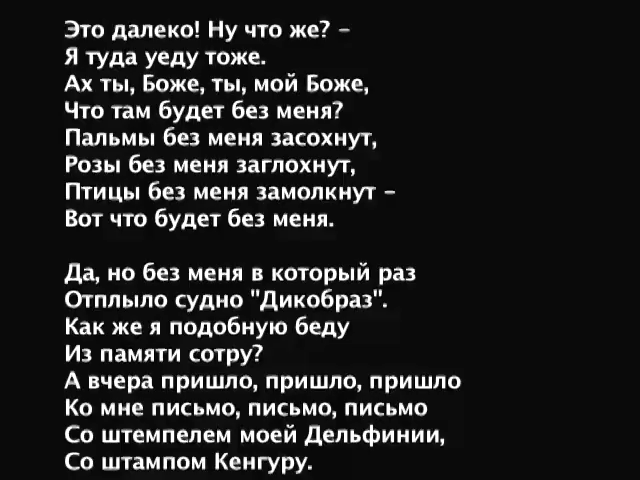 Это далеко! Ну что же? –
Я туда уеду тоже.
Ах ты, Боже, ты, мой Боже,
Что там будет без меня?
Пальмы без меня засохнут,
Розы без меня заглохнут,
Птицы без меня замолкнут –
Вот что будет без меня.
Да, но без меня в который раз
Отплыло судно "Дикобраз".
Как же я подобную беду
Из памяти сотру?
А вчера пришло, пришло, пришло
Ко мне письмо, письмо, письмо
Со штемпелем моей Дельфинии,
Со штампом Кенгуру.